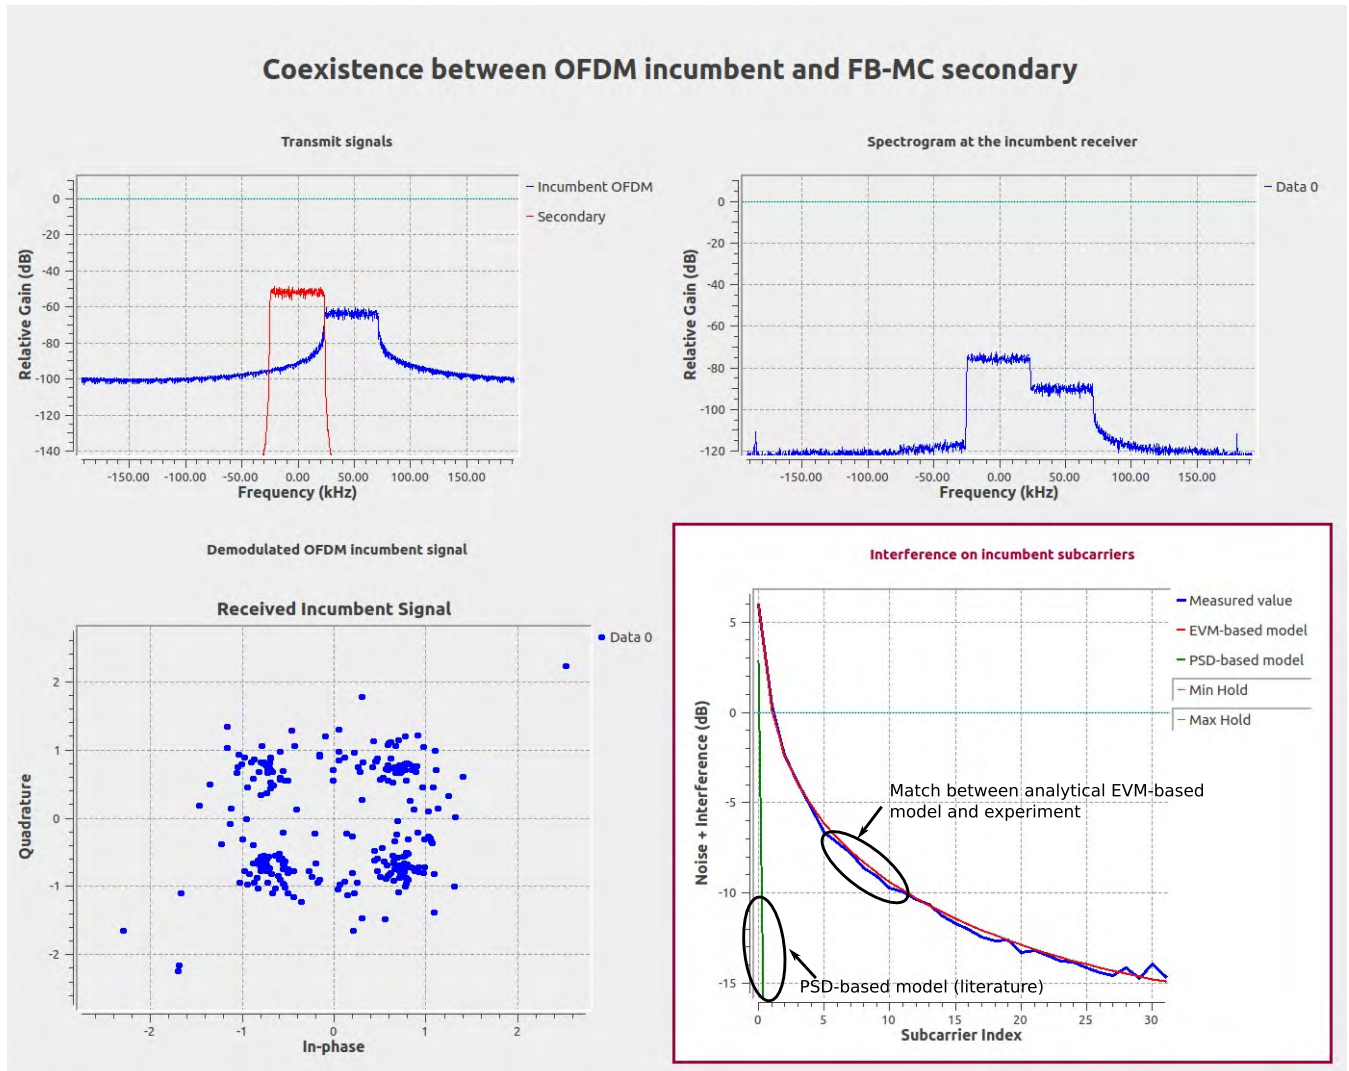 Coexistence between OFDM incumbent and FB-MC secondary
Transmit signals
Relative Gain (dB)
0
-20
-40
-60
-80
-100
-120
-140
-150.00 -100.00 -50.00 0.00 50.00 100.00 150.00
Frequency (kHz)
Incumbent OFDM
Secondary
Spectrogram at the incumbent receiver
Relative Gain (dB)
0
-20
-40
-60
-80
-100
-120
-150.00 -100.00 -50.00 0.00 50.00 100.00 150.00
Frequency (kHz)
Data 0
Demodulated OFDM incumbent signal
Received Incumbent Signal
Quadrature
2
1
0
-1
-2
-2 -1 0 1 2
In-phase
Data 0
Interference on incumbent subcarriers
Noise + Interference (dB)
5
0
-5
-10
-15
0 5 10 15 20 25 30
Subcarrier Index
Measured value
EVM-based model
PSD-based model
Min Hold
Max Hold
Match between analytical EVM-based
model and experiment
PSD-based model (literature)